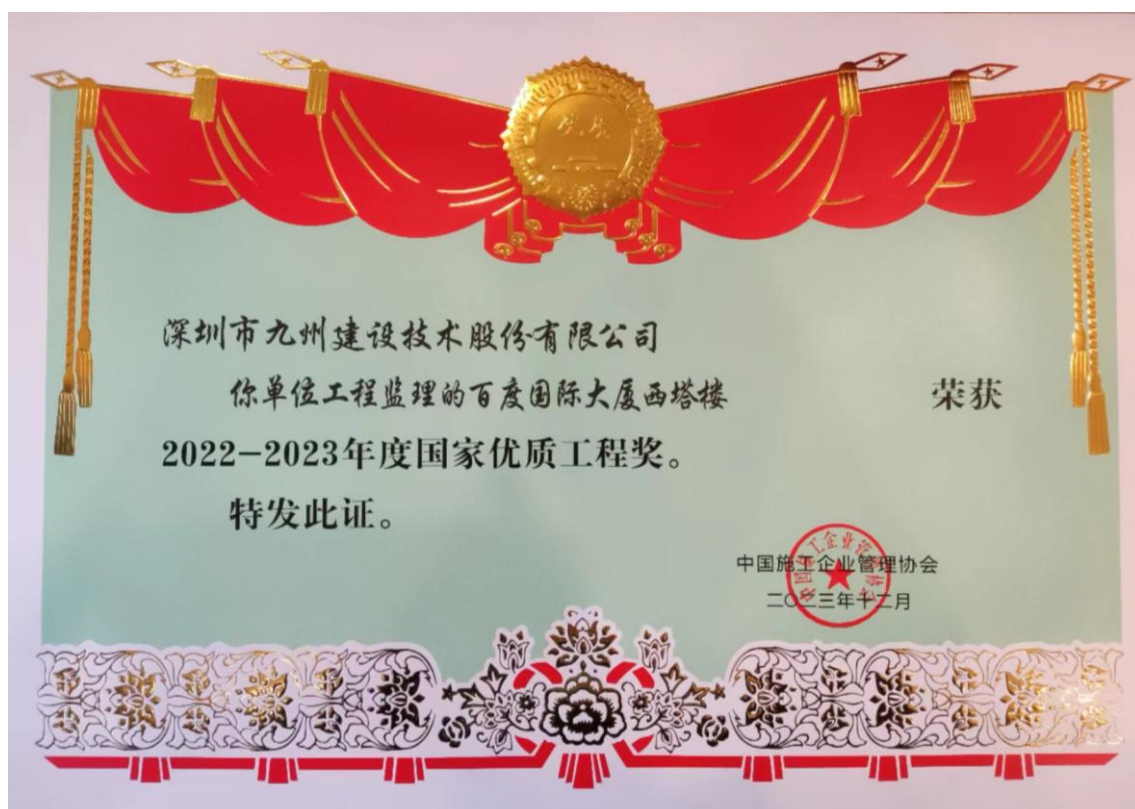 深圳市九州建设技术股份有限公司
你单位工程监理的百度国际大厦西塔楼 荣获
2022-2023年度国家优质工程奖。
特发此证。
中国施工企业管理协会
二〇二三年十二月